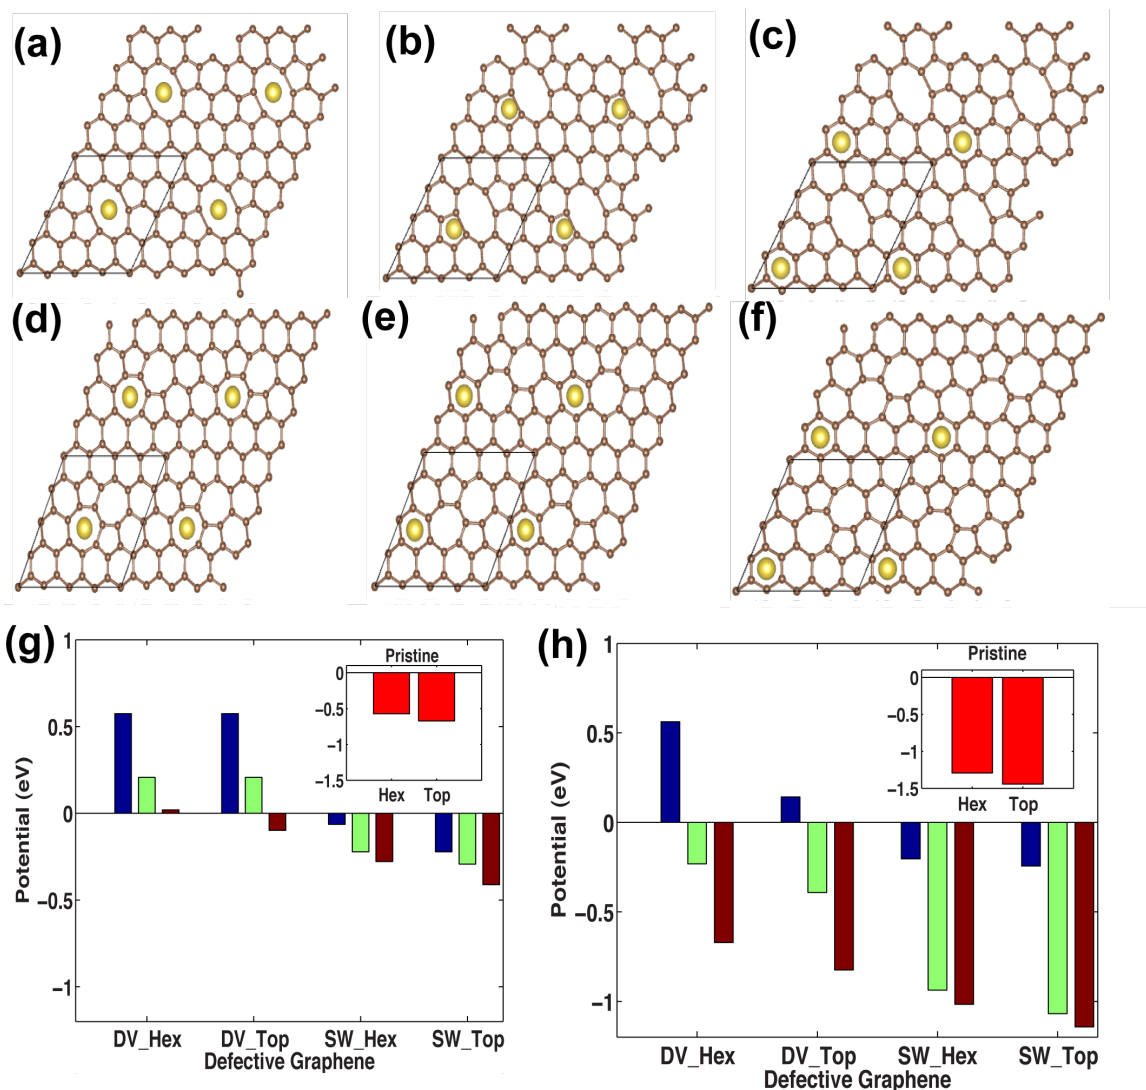 (a)
(b)
(c)
(d)
(e)
(f)
(g)
1
0.5
0
−0.5
−1
Potential (eV)
Pristine
0
−0.5
−1
−1.5
Hex Top
DV_Hex DV_Top SW_Hex SW_Top
Defective Graphene
(h)
1
0.5
0
−0.5
−1
Potential (eV)
Pristine
0
−0.5
−1
−1.5
Hex Top
DV_Hex DV_Top SW_Hex SW_Top
Defective Graphene